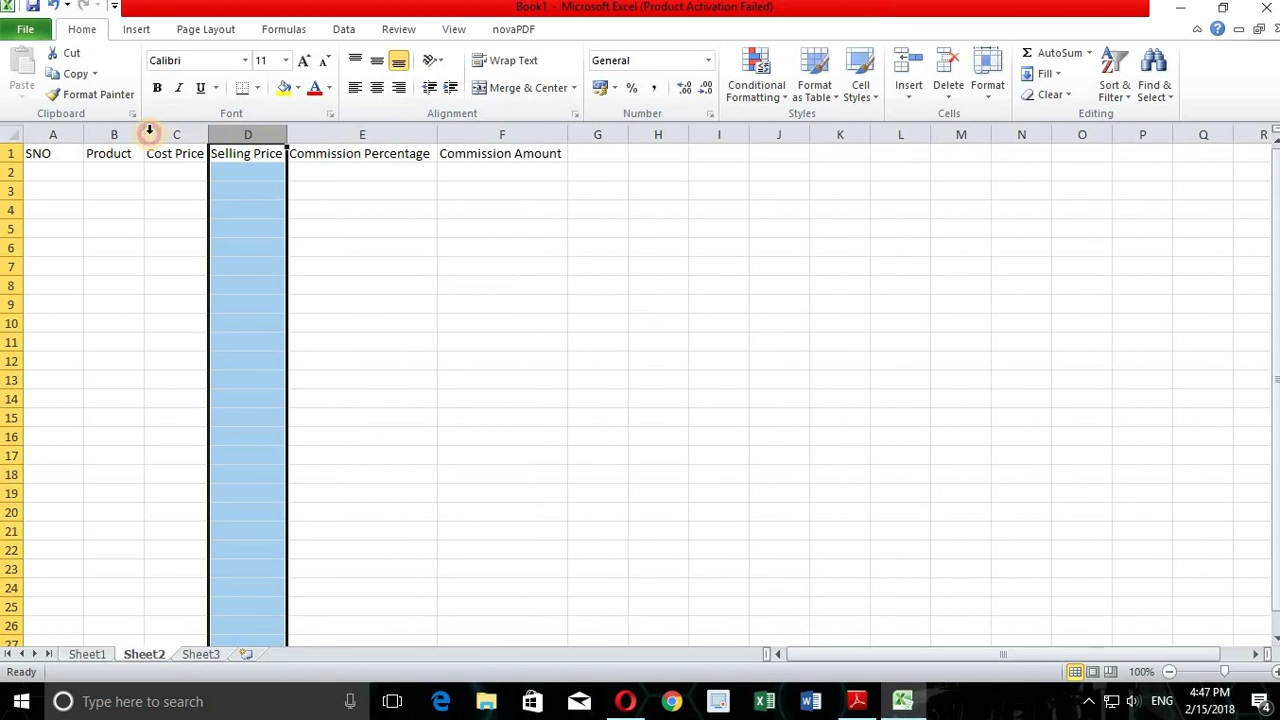 Book1 - Microsoft Excel (Product Activation Failed)
File Home Insert Page Layout Formulas Data Review View novaPDF
Paste
Cut
Copy
Format Painter
Clipboard
Calibri 11
B I U A
Font
Wrap Text
Merge & Center
Alignment
General
% ,
Number
Conditional Formatting
Format as Table
Cell Styles
Styles
Insert Delete Format
Cells
AutoSum
Fill
Clear
Sort & Filter
Find & Select
Editing
A B C D E F G H I J K L M N O P Q R
1 SNO Product Cost Price Selling Price Commission Percentage Commission Amount
2
3
4
5
6
7
8
9
10
11
12
13
14
15
16
17
18
19
20
21
22
23
24
25
26
27
Sheet1 Sheet2 Sheet3
Ready 100%
Type here to search
ENG
4:47 PM
2/15/2018
4